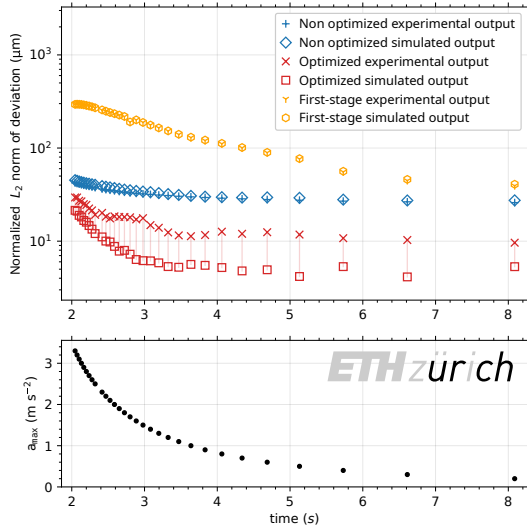 Normalized L₂ norm of deviation (μm)
10³
10²
10¹
Non optimized experimental output
Non optimized simulated output
Optimized experimental output
Optimized simulated output
First-stage experimental output
First-stage simulated output
2 3 4 5 6 7 8
aₘₐₓ (m s⁻²)
3
2
1
0
ETHzürich
2 3 4 5 6 7 8
time (s)